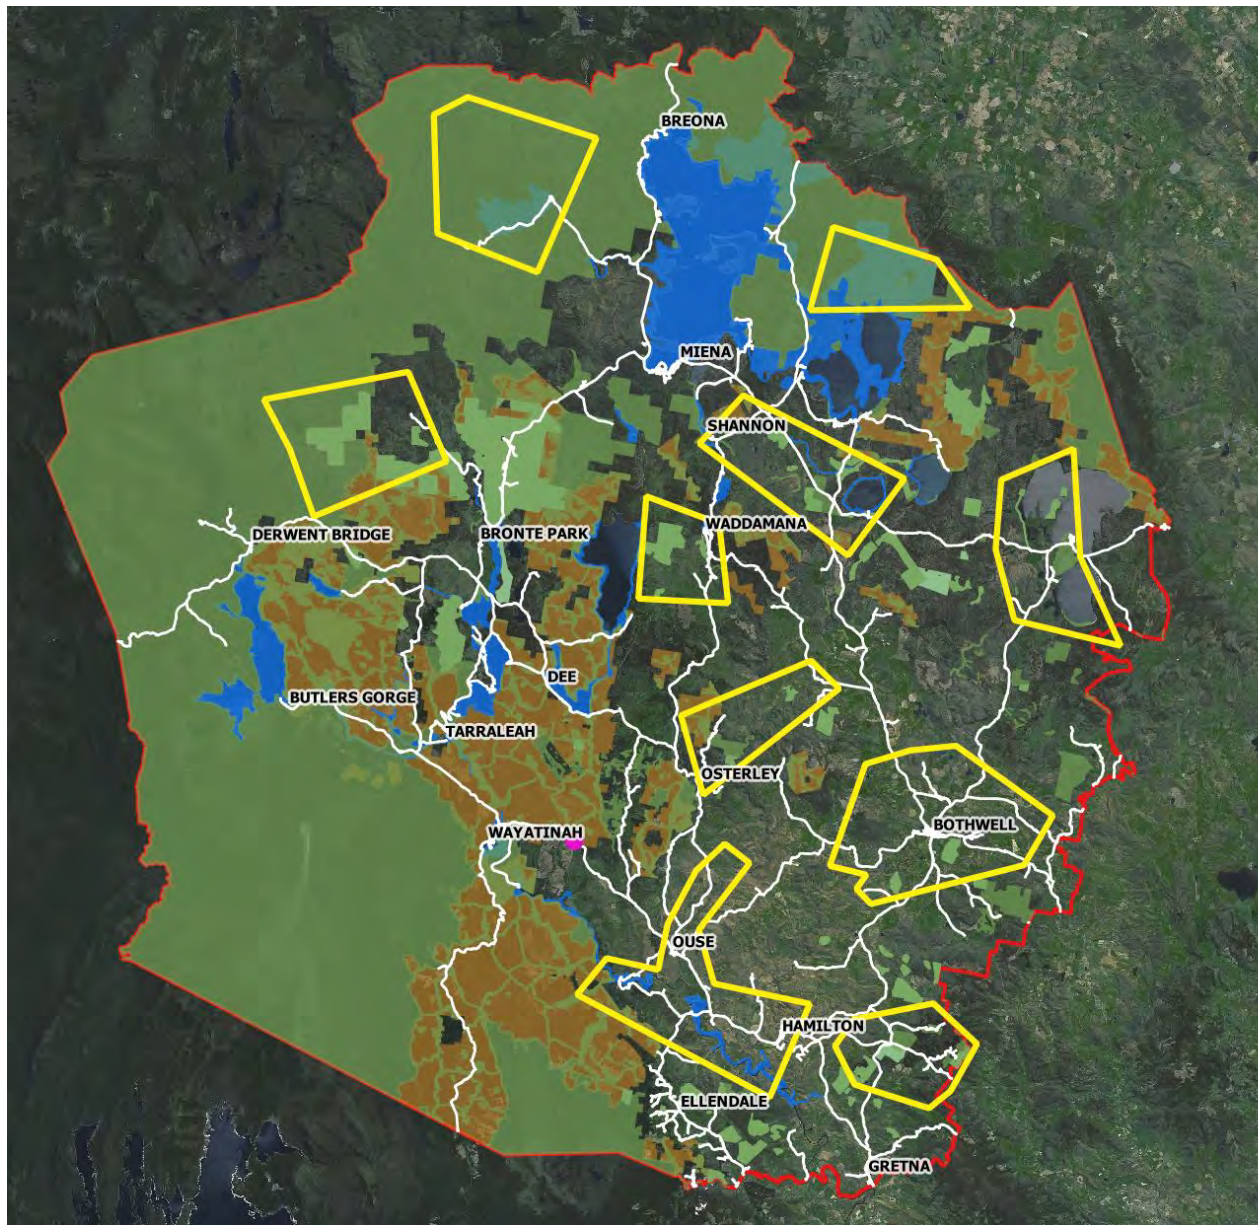 BREONA
MIENA
SHANNON
WADDAMANA
DERWENT BRIDGE
BRONTE PARK
DEE
BUTLERS GORGE
TARRALEAH
OSTERLEY
WAYATINAH
BOTHWELL
OUSE
HAMILTON
ELLENDALE
GRETNA